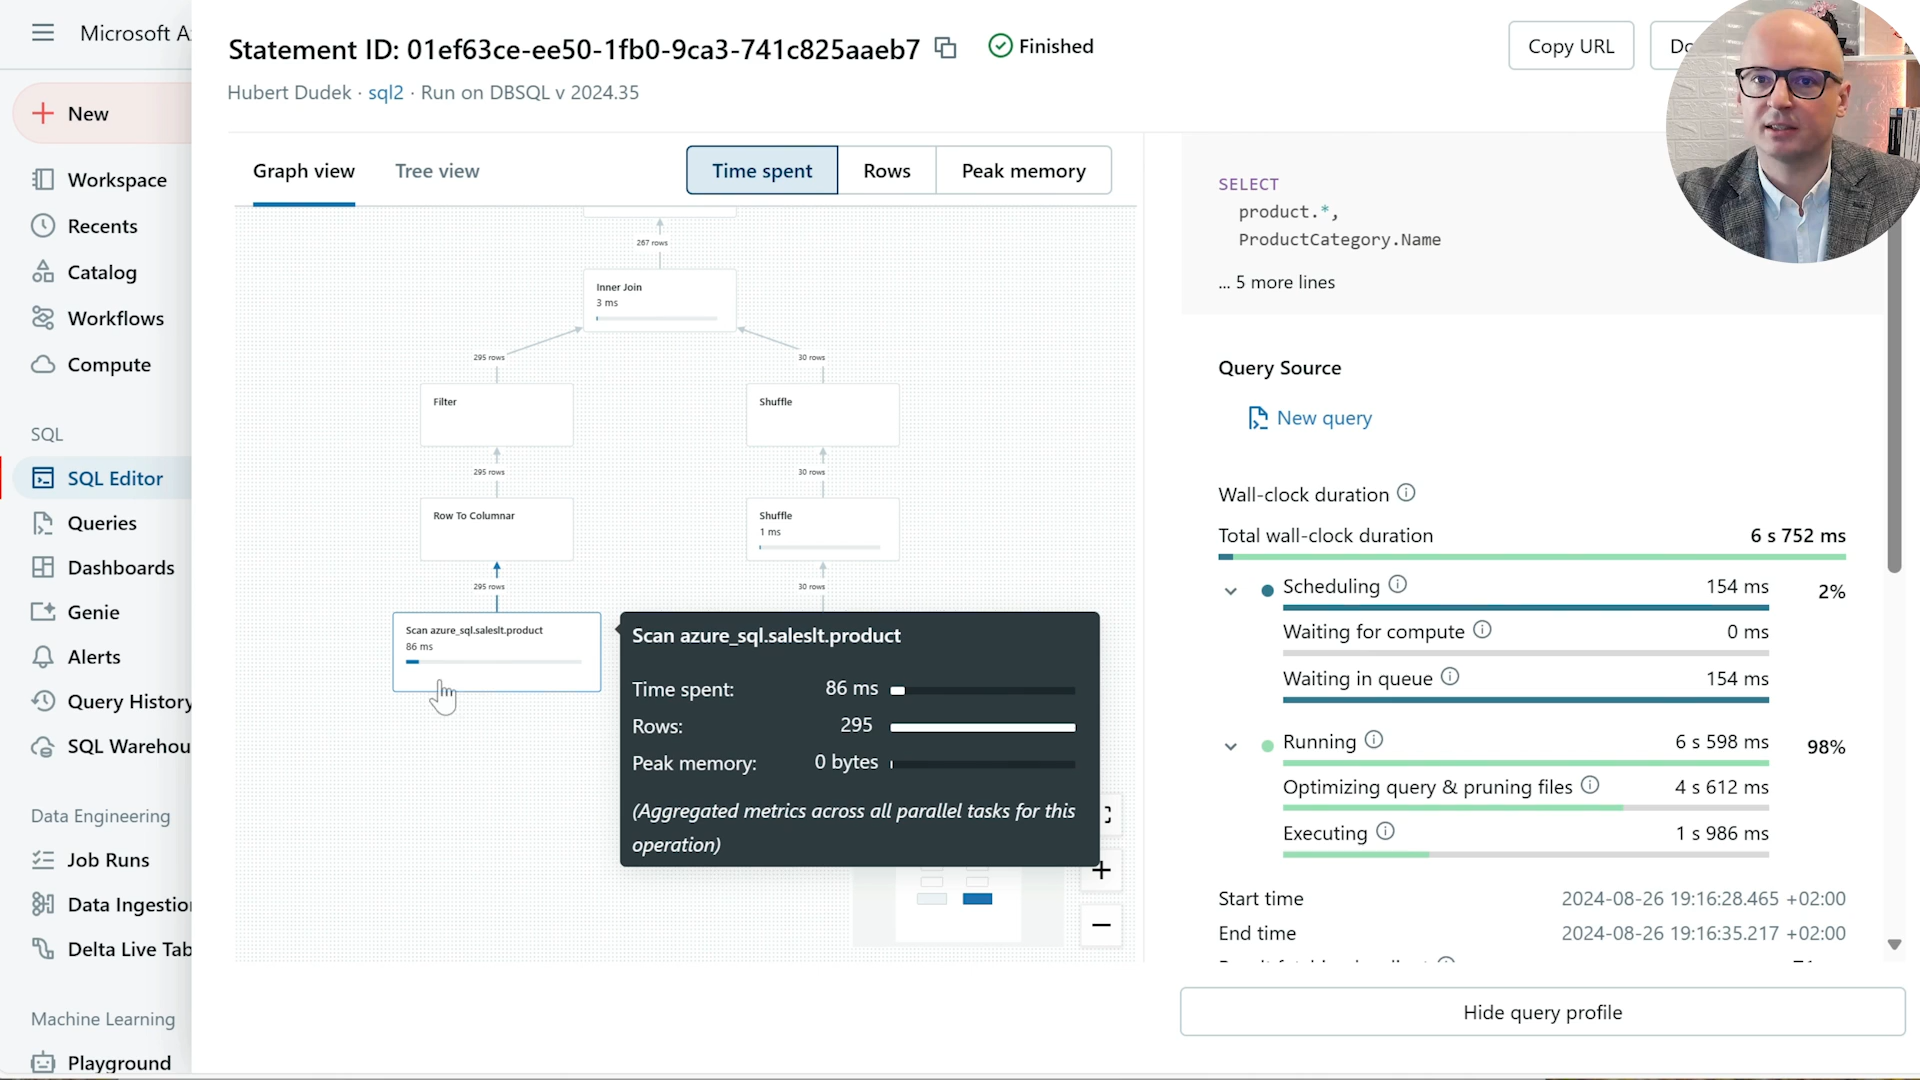 Microsoft A
New
Workspace
Recents
Catalog
Workflows
Compute
SQL
SQL Editor
Queries
Dashboards
Genie
Alerts
Query History
SQL Warehou
Data Engineering
Job Runs
Data Ingestion
Delta Live Tab
Machine Learning
Playground
Statement ID: 01ef63ce-ee50-1fb0-9ca3-741c825aaeb7
Finished
Copy URL
Do
Hubert Dudek · sql2 · Run on DBSQL v 2024.35
Graph view
Tree view
Time spent
Rows
Peak memory
267 rows
Inner Join
3 ms
295 rows
30 rows
Filter
Shuffle
295 rows
30 rows
Row To Columnar
Shuffle
1 ms
295 rows
30 rows
Scan azure_sql.saleslt.product
86 ms
Scan azure_sql.saleslt.product
Time spent: 86 ms
Rows: 295
Peak memory: 0 bytes
(Aggregated metrics across all parallel tasks for this
operation)
SELECT
product.*,
ProductCategory.Name
... 5 more lines
Query Source
New query
Wall-clock duration
Total wall-clock duration 6 s 752 ms
Scheduling 154 ms 2%
Waiting for compute 0 ms
Waiting in queue 154 ms
Running 6 s 598 ms 98%
Optimizing query & pruning files 4 s 612 ms
Executing 1 s 986 ms
Start time 2024-08-26 19:16:28.465 +02:00
End time 2024-08-26 19:16:35.217 +02:00
Hide query profile